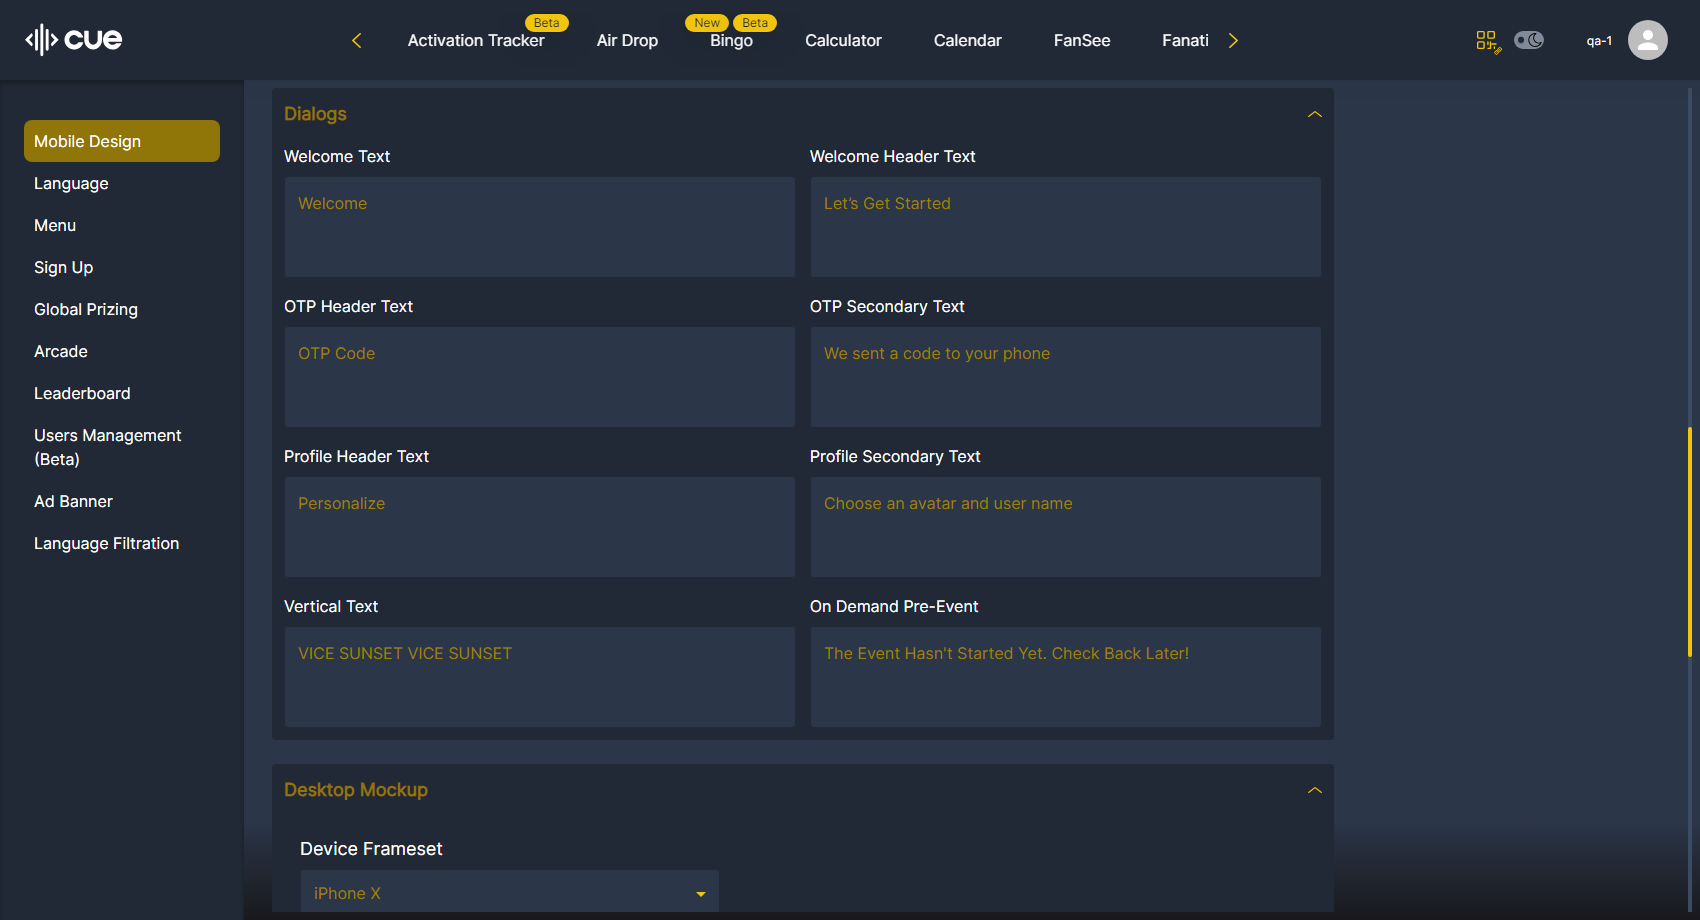 cue
Beta
New
Beta
Activation Tracker
Air Drop
Bingo
Calculator
Calendar
FanSee
Fanati
qa-1
Mobile Design
Language
Menu
Sign Up
Global Prizing
Arcade
Leaderboard
Users Management
(Beta)
Ad Banner
Language Filtration
Dialogs
Welcome Text
Welcome Header Text
Welcome
Let’s Get Started
OTP Header Text
OTP Secondary Text
OTP Code
We sent a code to your phone
Profile Header Text
Profile Secondary Text
Personalize
Choose an avatar and user name
Vertical Text
On Demand Pre-Event
VICE SUNSET VICE SUNSET
The Event Hasn't Started Yet. Check Back Later!
Desktop Mockup
Device Frameset
iPhone X